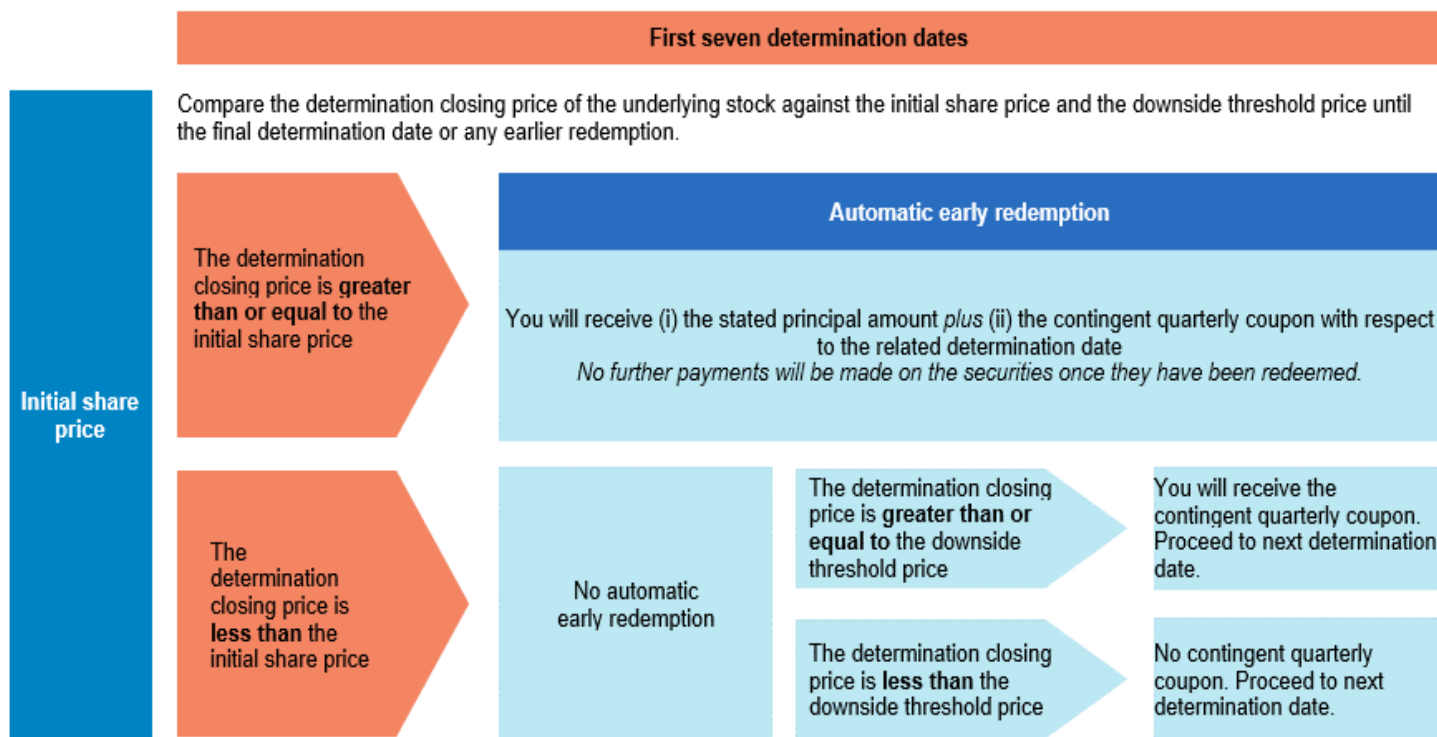 First seven determination dates
Compare the determination closing price of the underlying stock against the initial share price and the downside threshold price until
the final determination date or any earlier redemption.
Initial share
price
The determination
closing price is greater
than or equal to the
initial share price
Automatic early redemption
You will receive (i) the stated principal amount plus (ii) the contingent quarterly coupon with respect
to the related determination date
No further payments will be made on the securities once they have been redeemed.
The
determination
closing price is
less than the
initial share price
No automatic
early redemption
The determination closing
price is greater than or
equal to the downside
threshold price
You will receive the
contingent quarterly coupon.
Proceed to next determination
date.
The determination closing
price is less than the
downside threshold price
No contingent quarterly
coupon. Proceed to next
determination date.